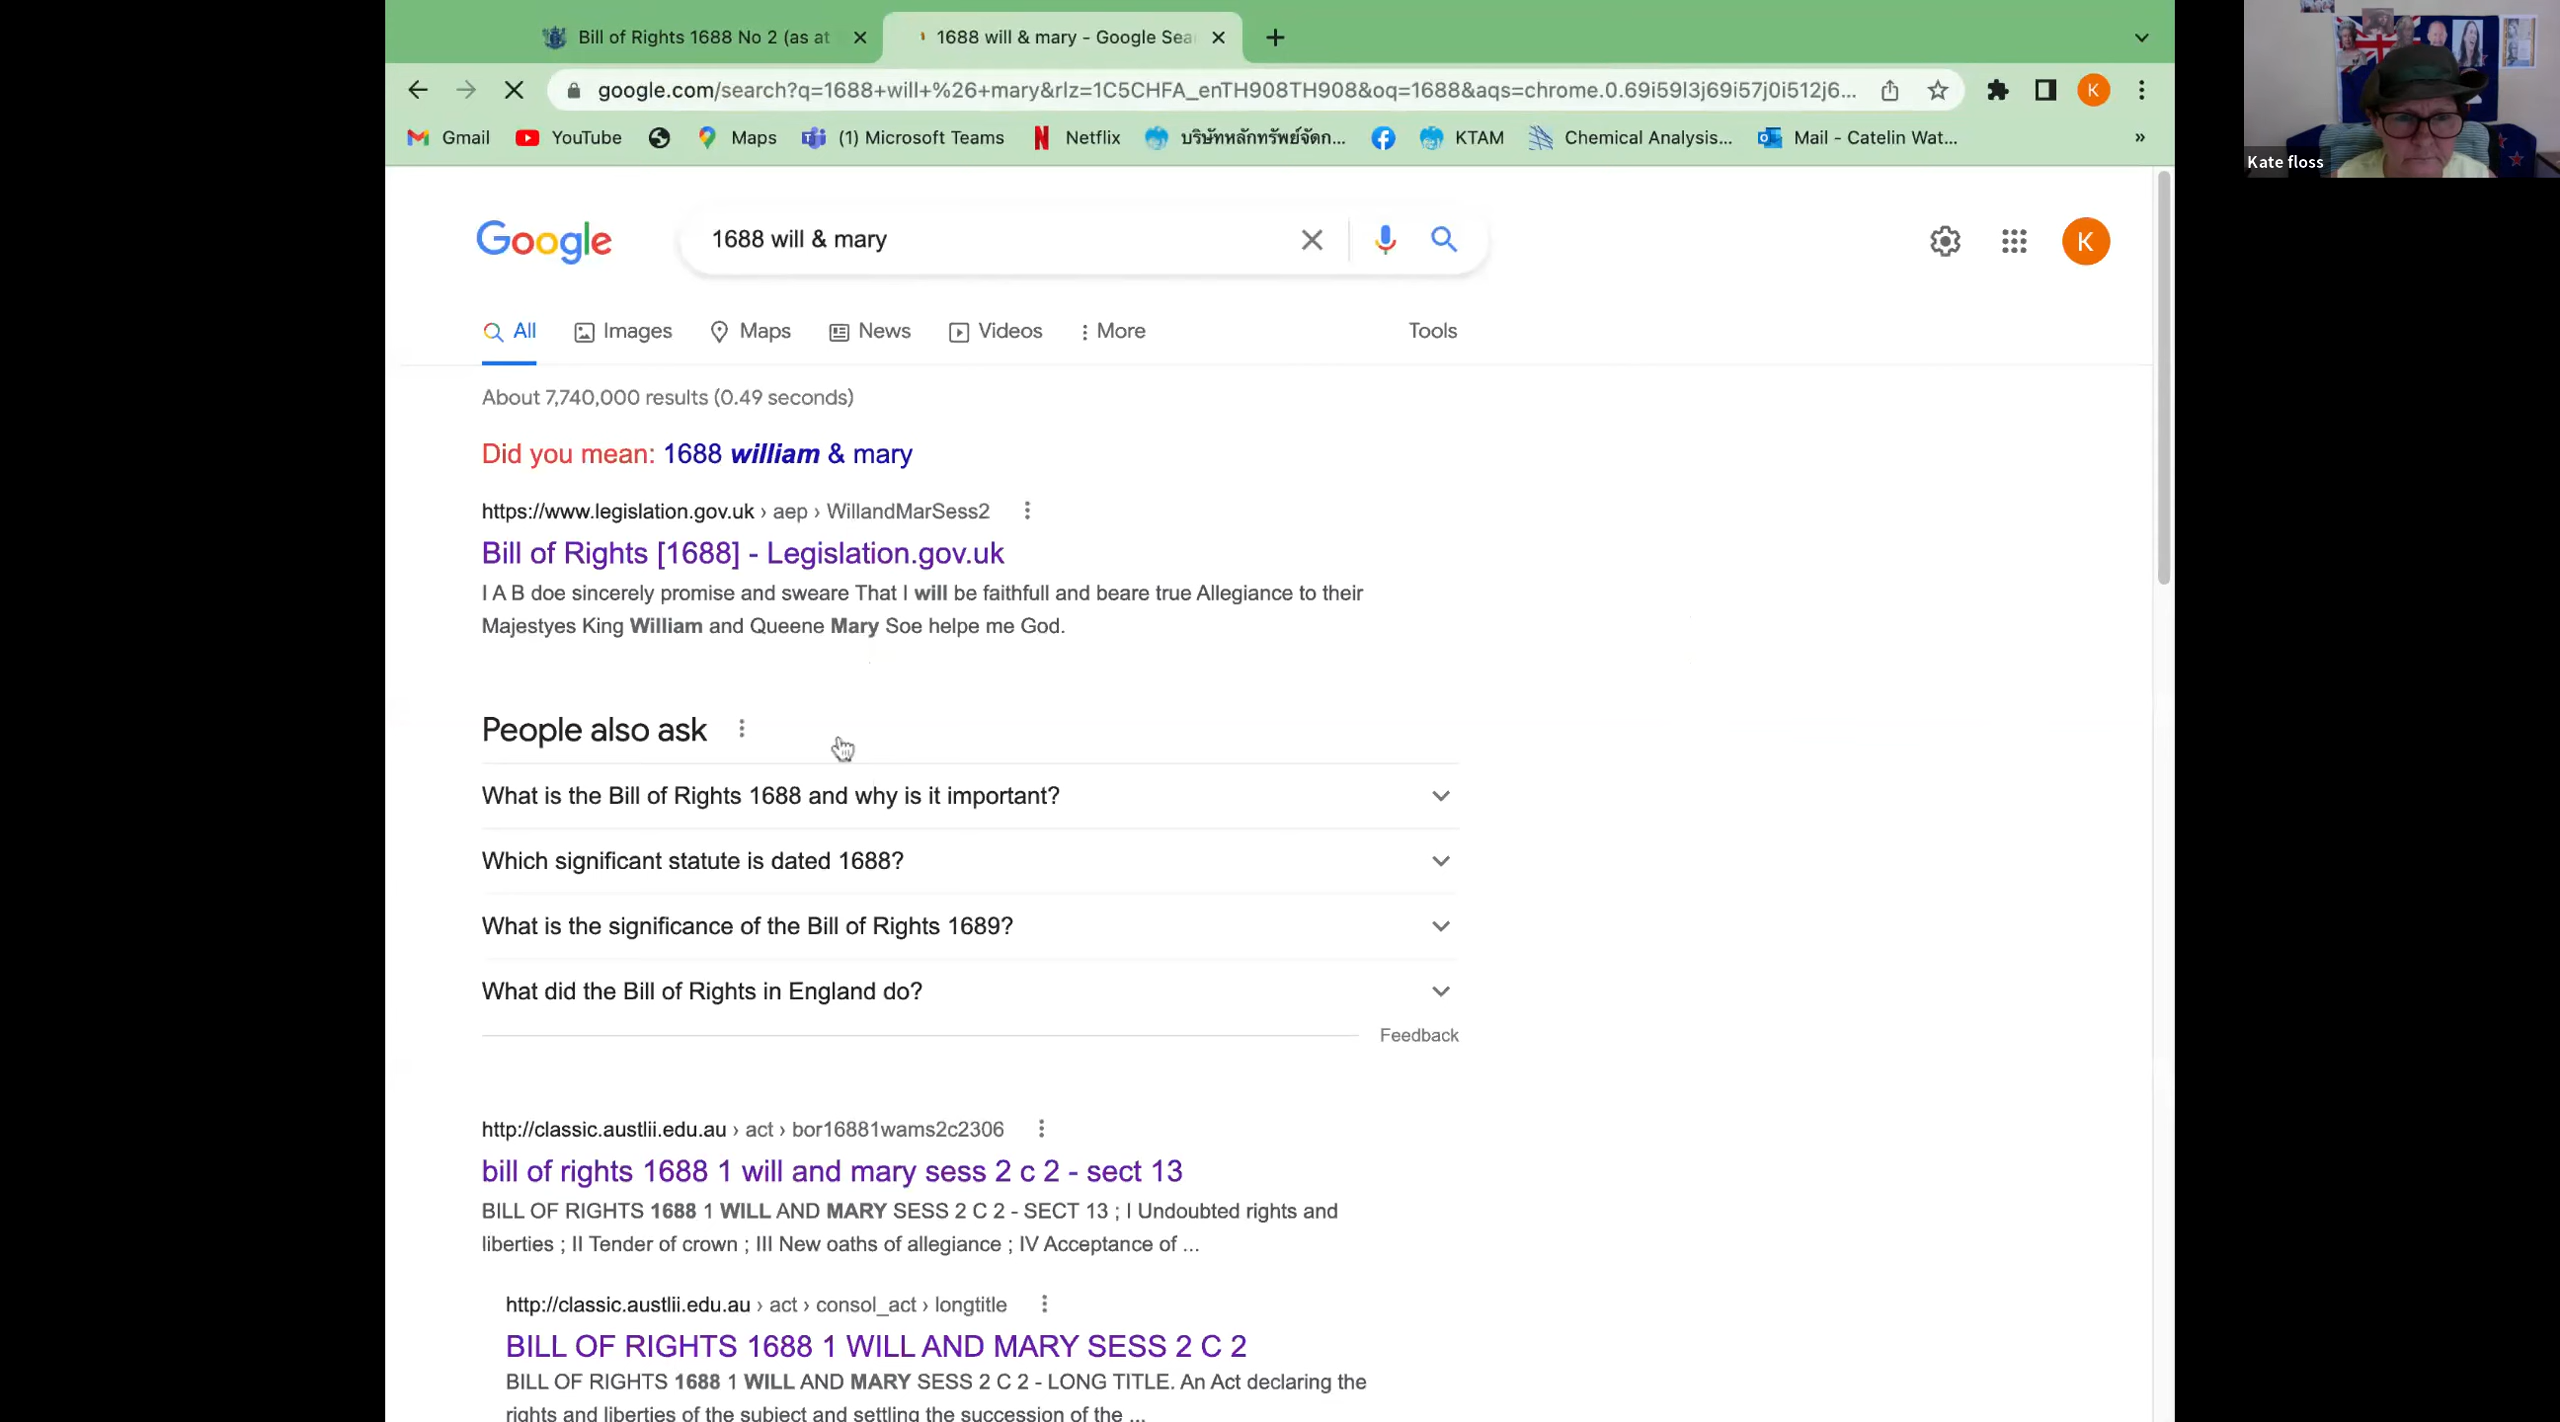 Bill of Rights 1688 No 2 (as at
1688 will & mary - Google Sea
google.com/search?q=1688+will+%26+mary&rlz=1C5CHFA_enTH908TH908&oq=1688&aqs=chrome.0.69i59l3j69i57j0i512j6...
K
Gmail
YouTube
Maps
(1) Microsoft Teams
Netflix
บริษัทหลักทรัพย์จัดก...
KTAM
Chemical Analysis...
Mail - Catelin Wat...
»
Kate floss
Google
1688 will & mary
K
All
Images
Maps
News
Videos
More
Tools
About 7,740,000 results (0.49 seconds)
Did you mean: 1688 william & mary
https://www.legislation.gov.uk › aep › WillandMarSess2
Bill of Rights [1688] - Legislation.gov.uk
I A B doe sincerely promise and sweare That I will be faithfull and beare true Allegiance to their
Majestyes King William and Queene Mary Soe helpe me God.
People also ask
What is the Bill of Rights 1688 and why is it important?
Which significant statute is dated 1688?
What is the significance of the Bill of Rights 1689?
What did the Bill of Rights in England do?
Feedback
http://classic.austlii.edu.au › act › bor16881wams2c2306
bill of rights 1688 1 will and mary sess 2 c 2 - sect 13
BILL OF RIGHTS 1688 1 WILL AND MARY SESS 2 C 2 - SECT 13 ; I Undoubted rights and
liberties ; II Tender of crown ; III New oaths of allegiance ; IV Acceptance of ...
http://classic.austlii.edu.au › act › consol_act › longtitle
BILL OF RIGHTS 1688 1 WILL AND MARY SESS 2 C 2
BILL OF RIGHTS 1688 1 WILL AND MARY SESS 2 C 2 - LONG TITLE. An Act declaring the
rights and liberties of the subject and settling the succession of the ...